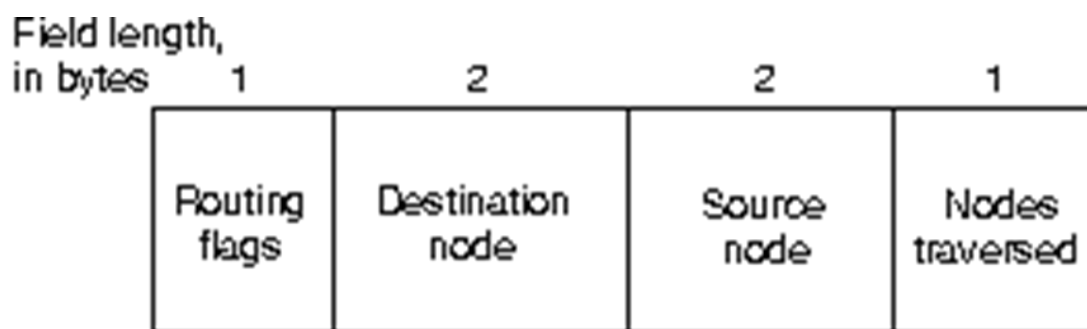 Field length,
in bytes 1 2 2 1
Routing
flags
Destination
node
Source
node
Nodes
traversed